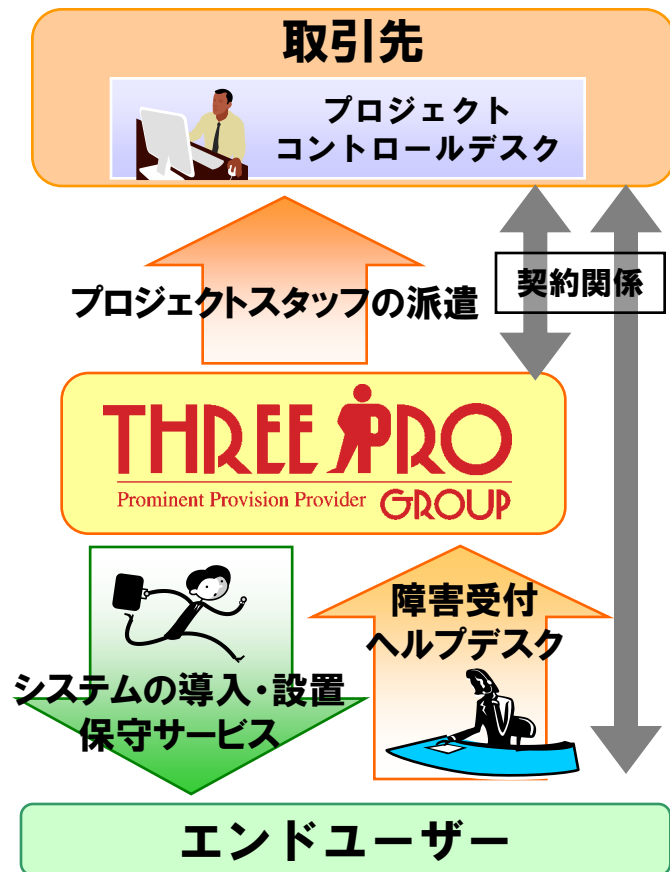 取引先
プロジェクト
コントロールデスク
契約関係
プロジェクトスタッフの派遣
THREE PRO
Prominent Provision Provider GROUP
障害受付
ヘルプデスク
システムの導入・設置
保守サービス
エンドユーザー